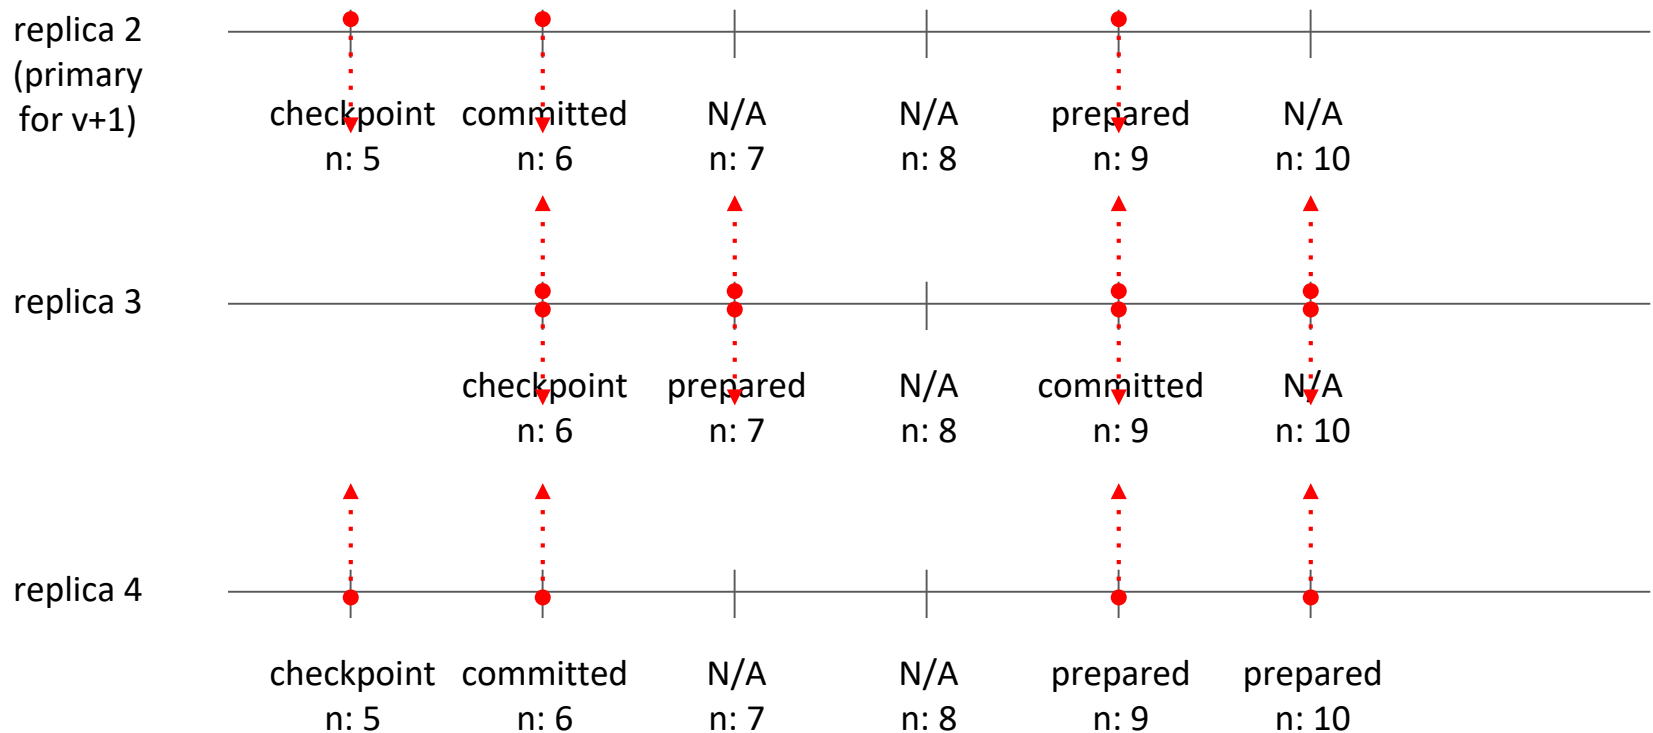 replica 2
(primary
for v+1)
checkpoint committed N/A N/A prepared N/A
n: 5 n: 6 n: 7 n: 8 n: 9 n: 10
replica 3
checkpoint prepared N/A committed N/A
n: 6 n: 7 n: 8 n: 9 n: 10
replica 4
checkpoint committed N/A N/A prepared prepared
n: 5 n: 6 n: 7 n: 8 n: 9 n: 10